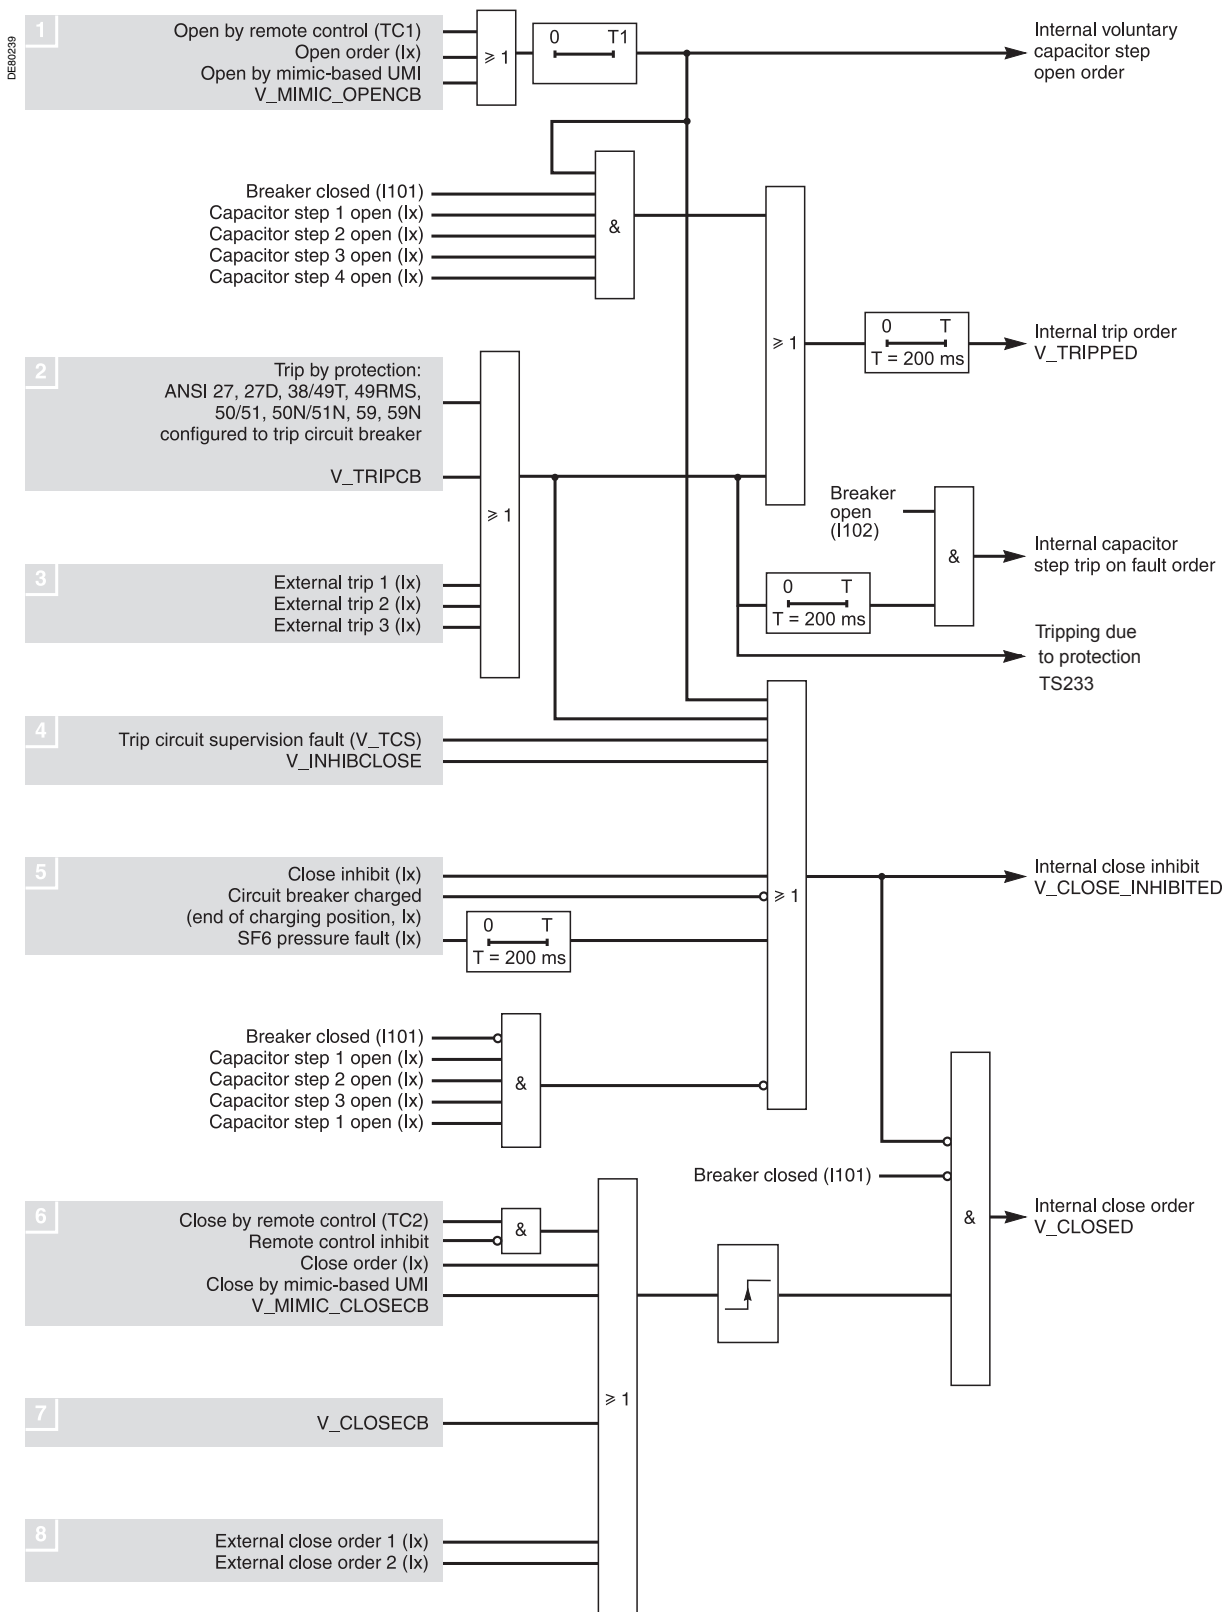 DE80239
1
Open by remote control (TC1)
Open order (Ix)
Open by mimic-based UMI
V_MIMIC_OPENCB
≥ 1
0 T1
Internal voluntary
capacitor step
open order
Breaker closed (I101)
Capacitor step 1 open (Ix)
Capacitor step 2 open (Ix)
Capacitor step 3 open (Ix)
Capacitor step 4 open (Ix)
&
≥ 1
0 T
T = 200 ms
Internal trip order
V_TRIPPED
2
Trip by protection:
ANSI 27, 27D, 38/49T, 49RMS,
50/51, 50N/51N, 59, 59N
configured to trip circuit breaker
V_TRIPCB
≥ 1
Breaker
open
(I102)
&
Internal capacitor
step trip on fault order
3
External trip 1 (Ix)
External trip 2 (Ix)
External trip 3 (Ix)
0 T
T = 200 ms
Tripping due
to protection
TS233
4
Trip circuit supervision fault (V_TCS)
V_INHIBCLOSE
5
Close inhibit (Ix)
Circuit breaker charged
(end of charging position, Ix)
SF6 pressure fault (Ix)
0 T
T = 200 ms
≥ 1
Internal close inhibit
V_CLOSE_INHIBITED
Breaker closed (I101)
Capacitor step 1 open (Ix)
Capacitor step 2 open (Ix)
Capacitor step 3 open (Ix)
Capacitor step 1 open (Ix)
&
Breaker closed (I101)
&
Internal close order
V_CLOSED
6
Close by remote control (TC2)
Remote control inhibit
Close order (Ix)
Close by mimic-based UMI
V_MIMIC_CLOSECB
&
≥ 1
7
V_CLOSECB
8
External close order 1 (Ix)
External close order 2 (Ix)